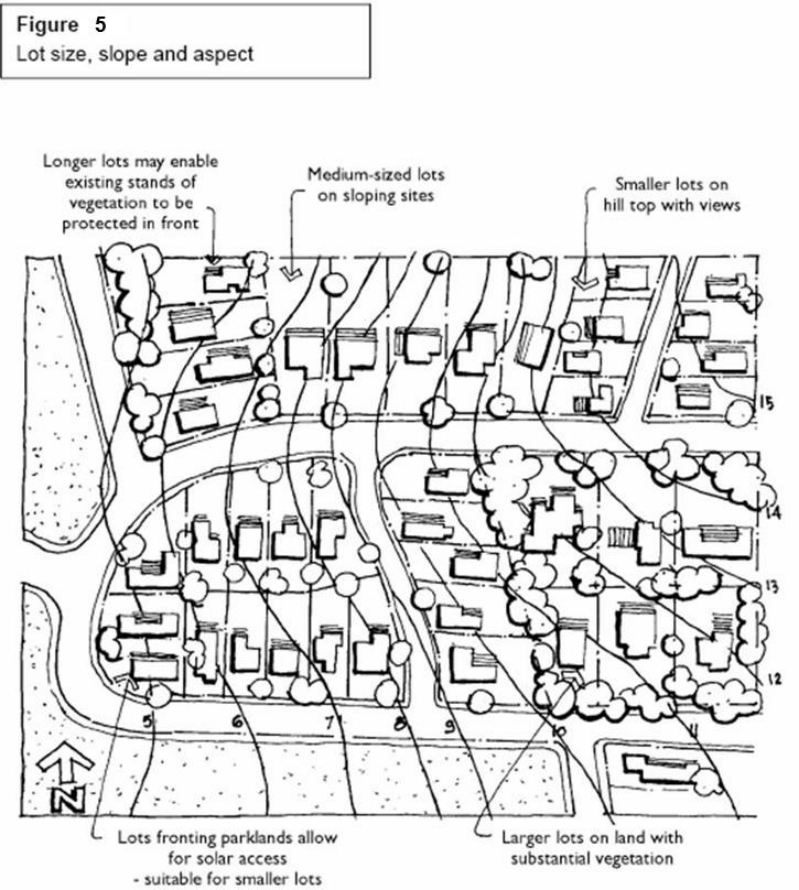 Figure 5
Lot size, slope and aspect
Longer lots may enable
existing stands of
vegetation to be
protected in front
Medium-sized lots
on sloping sites
Smaller lots on
hill top with views
15
14
13
12
5
6
7
8
9
10
11
N
Lots fronting parklands allow
for solar access
- suitable for smaller lots
Larger lots on land with
substantial vegetation